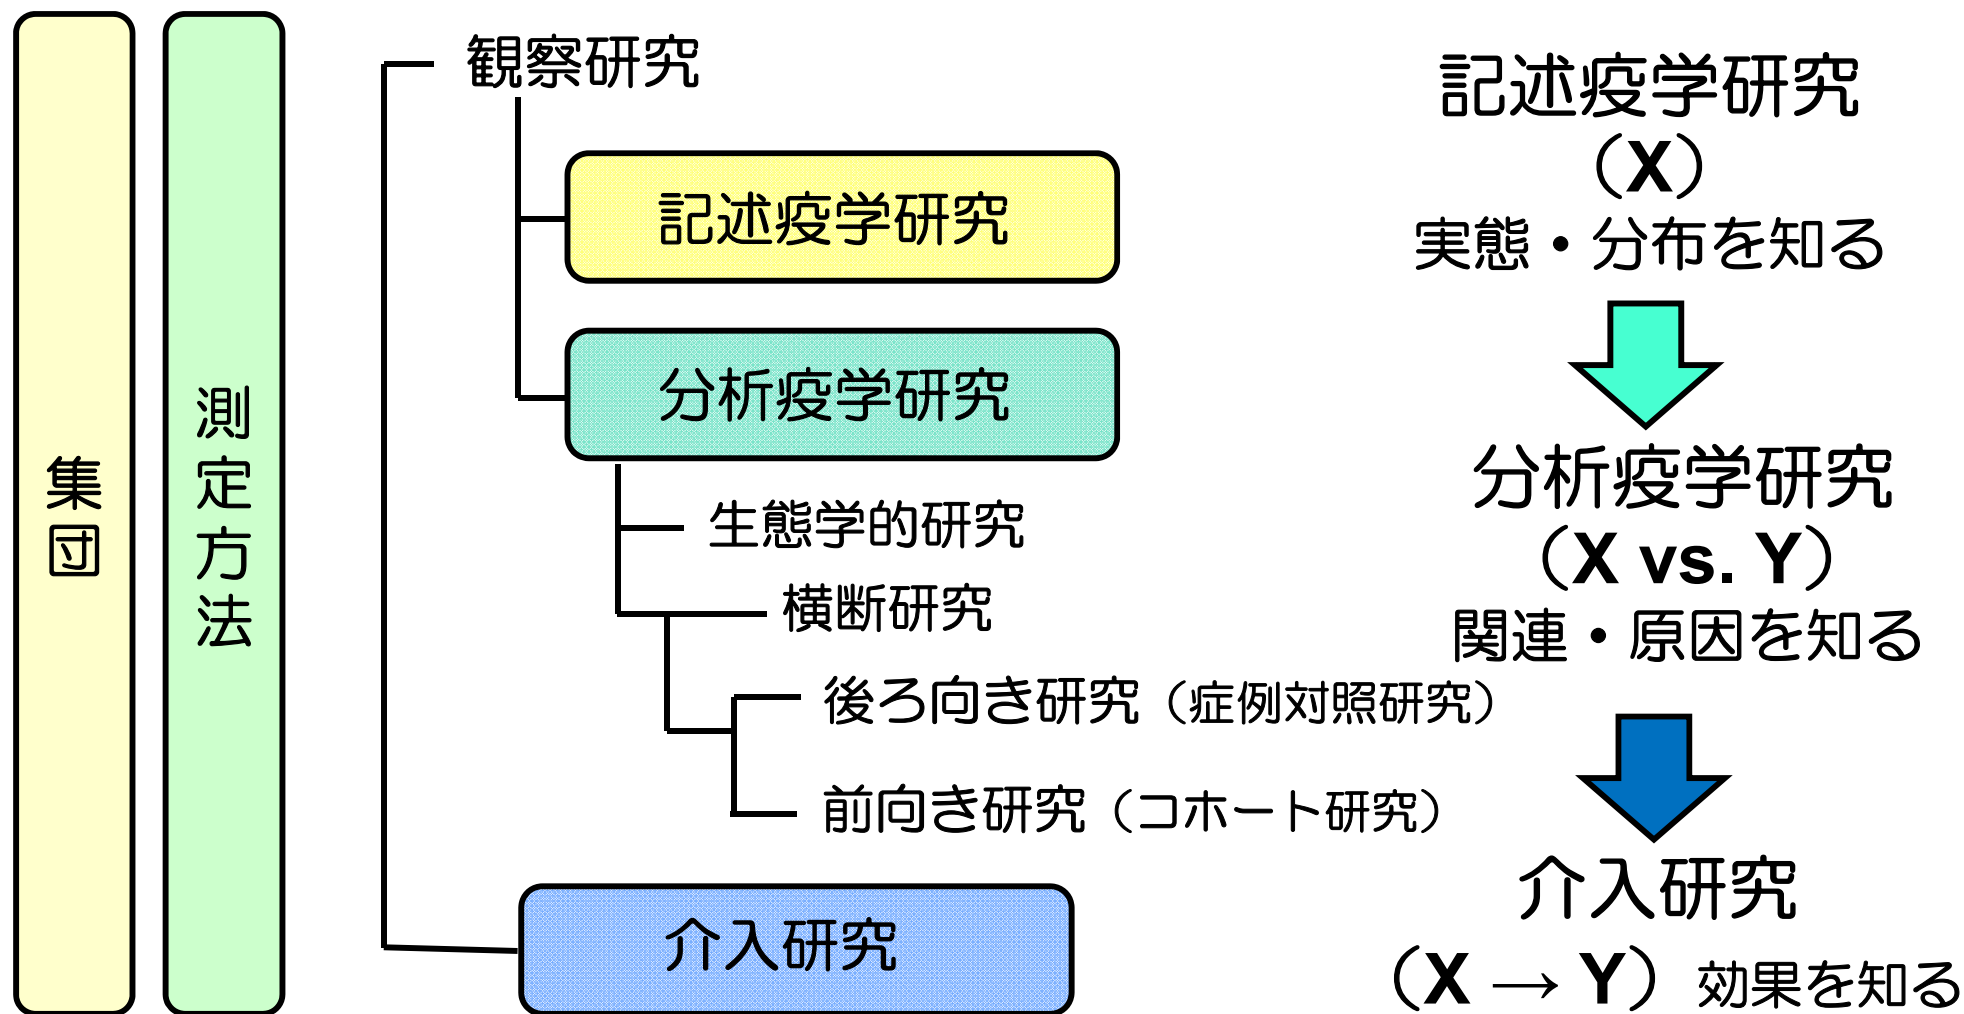 集団
測定方法
観察研究
記述疫学研究
分析疫学研究
生態学的研究
横断研究
後ろ向き研究（症例対照研究）
前向き研究（コホート研究）
介入研究
記述疫学研究
（X）
実態・分布を知る
分析疫学研究
（X vs. Y）
関連・原因を知る
介入研究
（X → Y）効果を知る